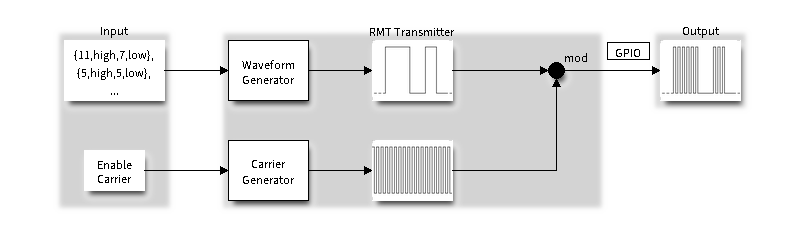 Input
RMT Transmitter
Output
{11,high,7,low},
{5,high,5,low},
...
Waveform
Generator
mod
GPIO
Enable
Carrier
Carrier
Generator